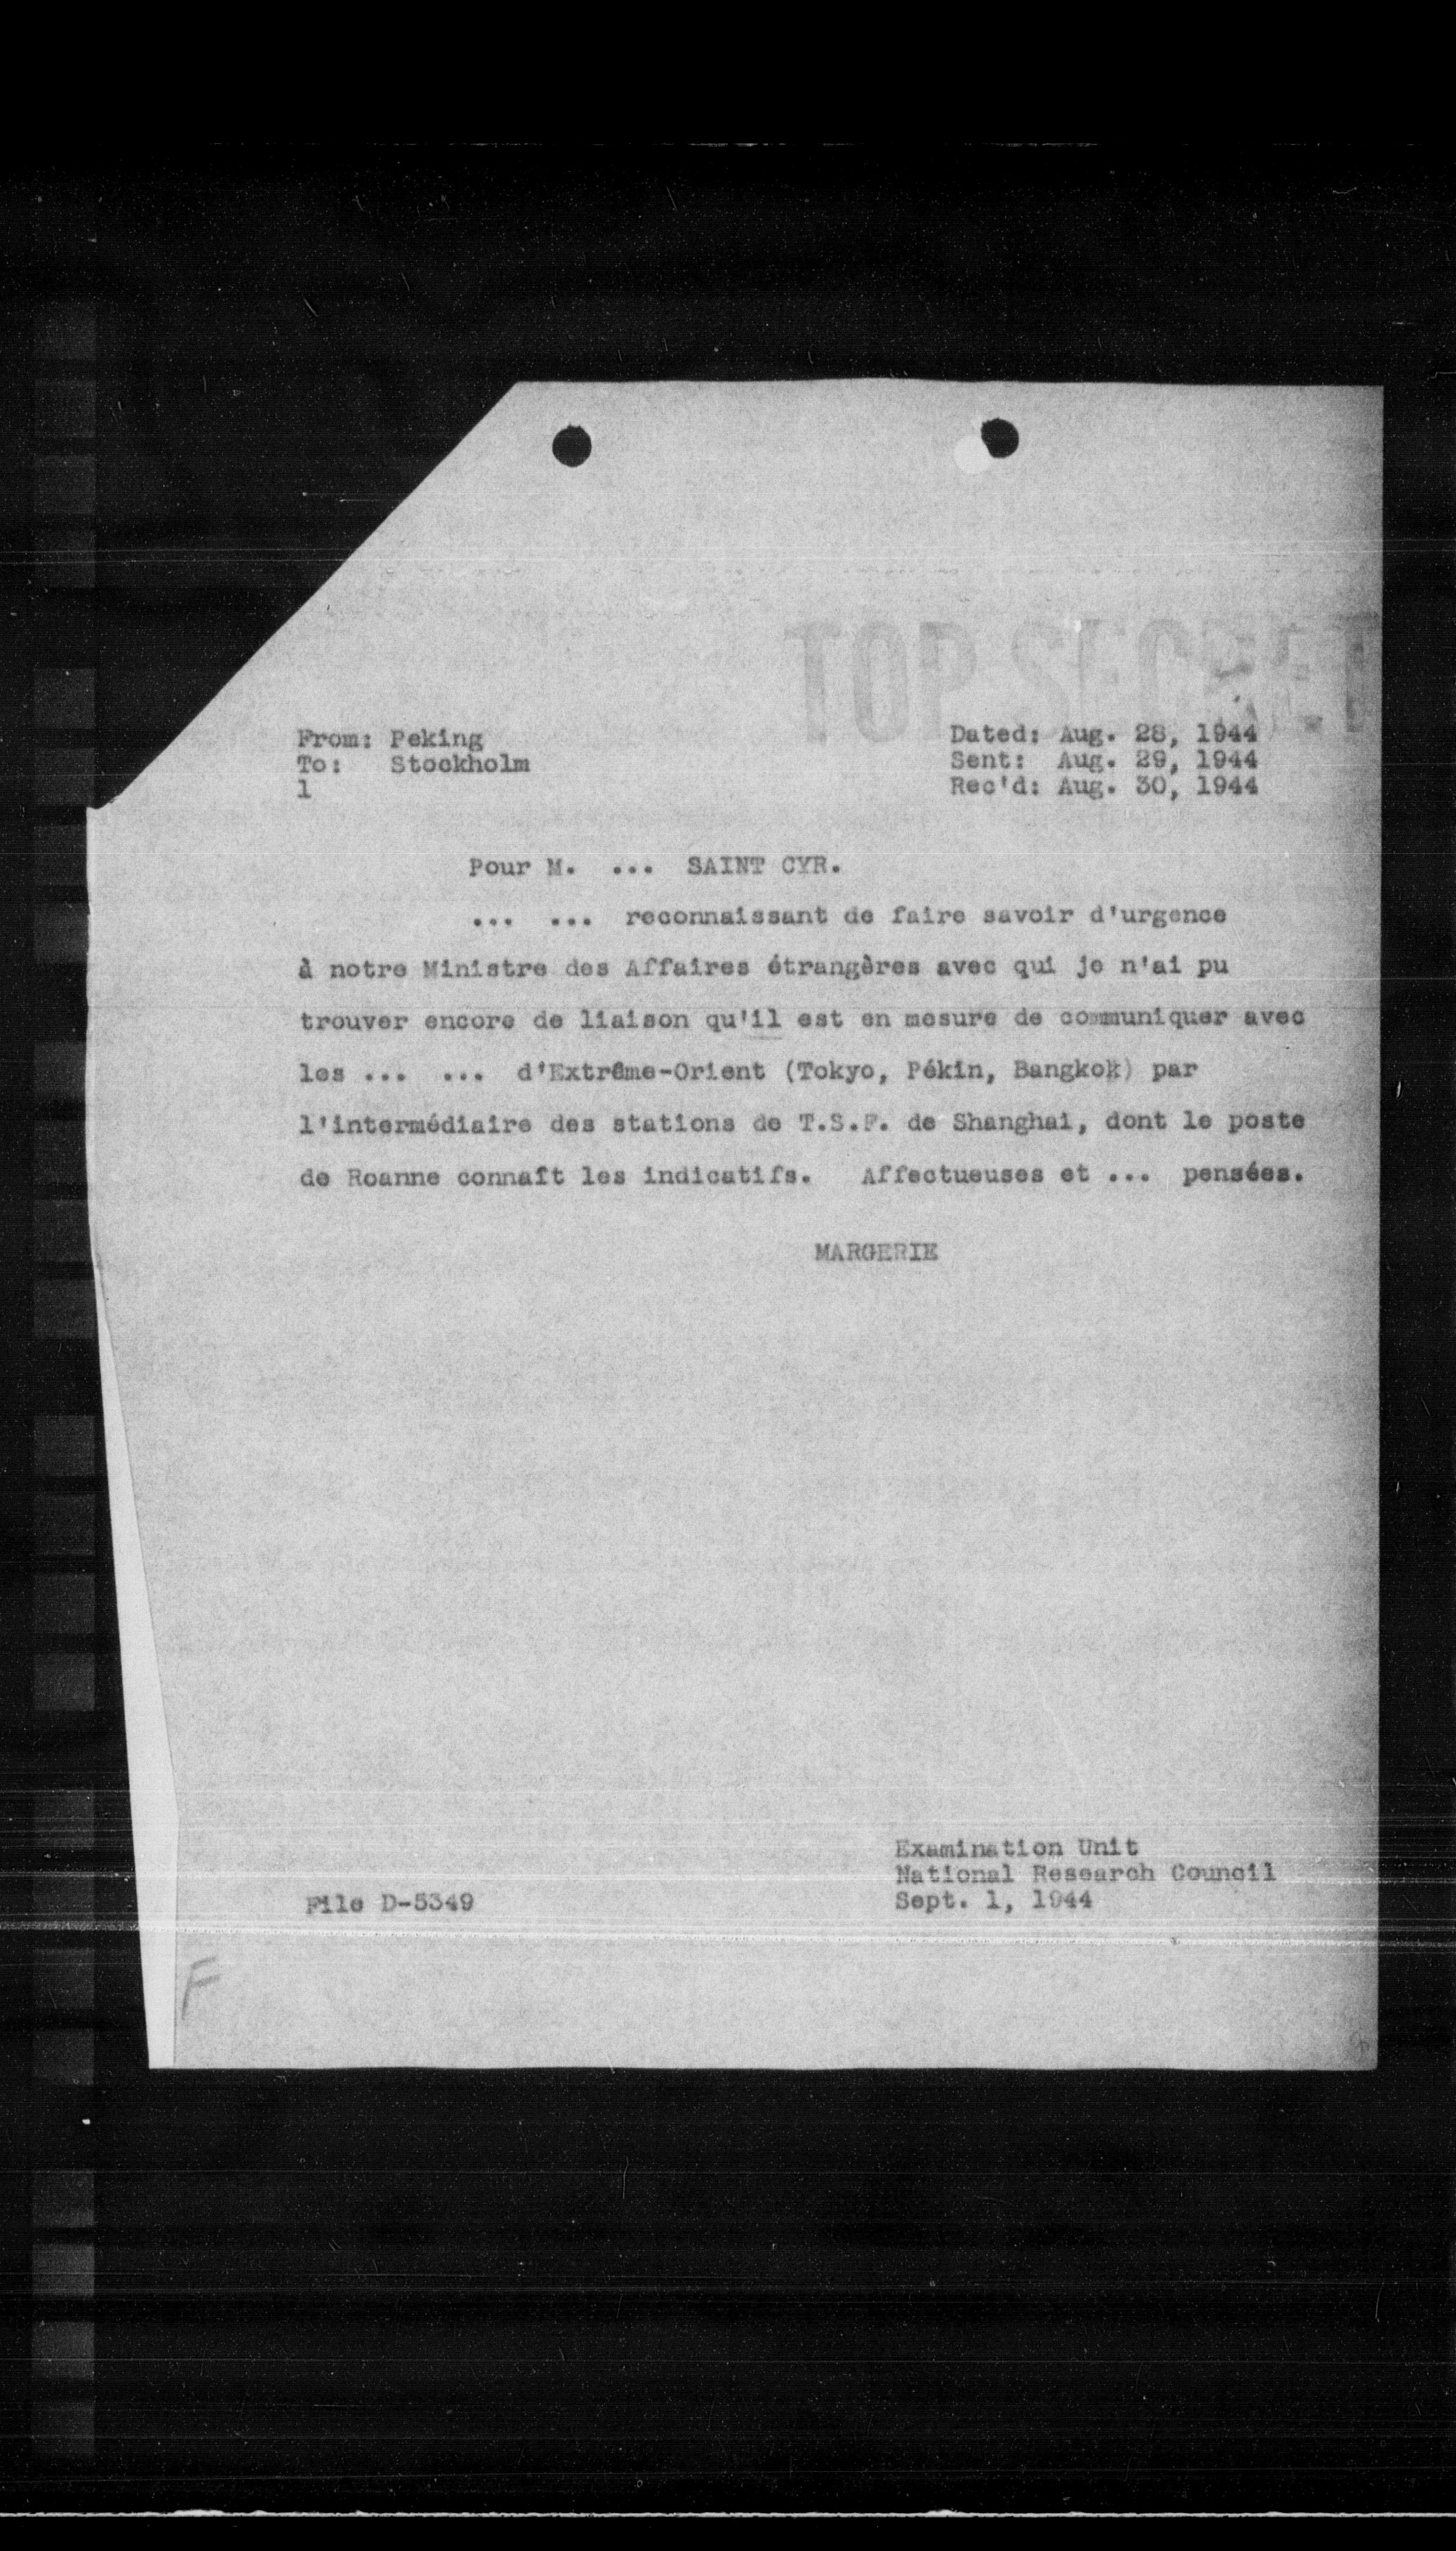 TOP SECRET
From: Peking
To: Stockholm
1
Dated: Aug. 28, 1944
Sent: Aug. 29, 1944
Rec'd: Aug. 30, 1944
Pour M. ... SAINT CYR.
... ... reconnaissant de faire savoir d'urgence
à notre Ministre des Affaires étrangères avec qui je n'ai pu
trouver encore de liaison qu'il est en mesure de communiquer avec
les ... ... d'Extrême-Orient (Tokyo, Pékin, Bangkok) par
l'intermédiaire des stations de T.S.F. de Shanghai, dont le poste
de Roanne connaît les indicatifs. Affectueuses et ... pensées.
MARGERIE
Examination Unit
National Research Council
Sept. 1, 1944
File D-5349
F